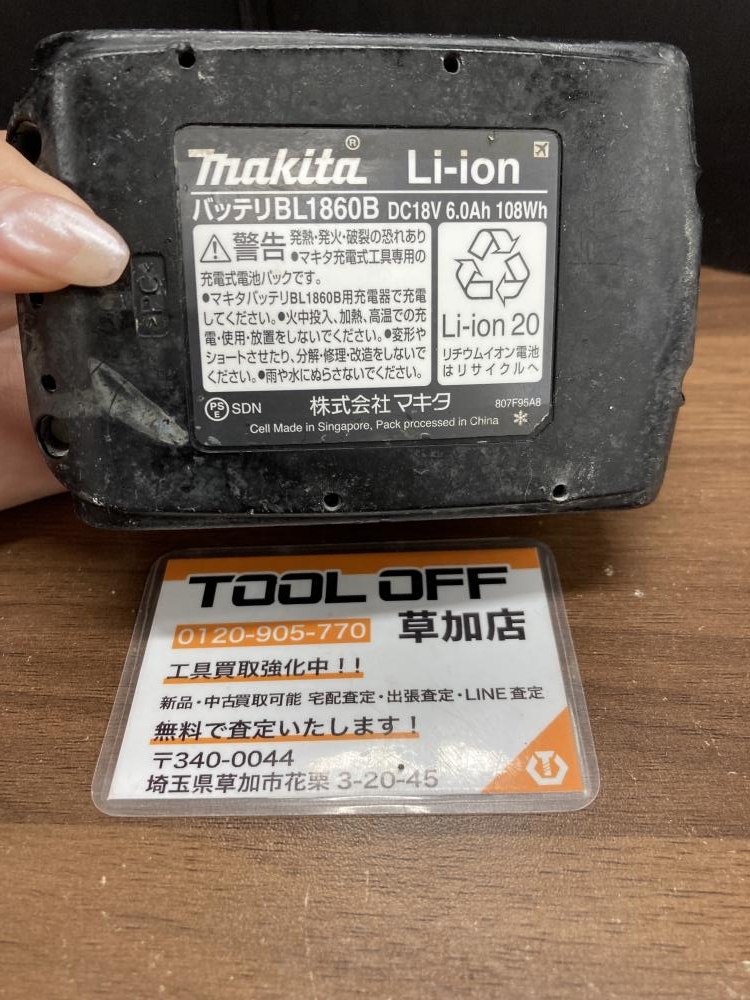 makita® Li-ion
バッテリBL1860B DC18V 6.0Ah 108Wh
警告 発熱・発火・破裂の恐れあり
●マキタ充電式工具専用の
充電式電池パックです。
●マキタバッテリBL1860B用充電器で充電
してください。●火中投入、加熱、高温での充
電・使用・放置をしないでください。●変形や
ショートさせたり、分解・修理・改造をしないで
ください。●雨や水にぬらさないでください。
Li-ion 20
リチウムイオン電池
はリサイクルへ
PSE SDN 株式会社マキタ 807F95A8
Cell Made in Singapore, Pack processed in China
>PC<
TOOL OFF
0120-905-770 草加店
工具買取強化中!!
新品・中古買取可能 宅配査定・出張査定・LINE査定
無料で査定いたします!
〒340-0044
埼玉県草加市花栗 3-20-45